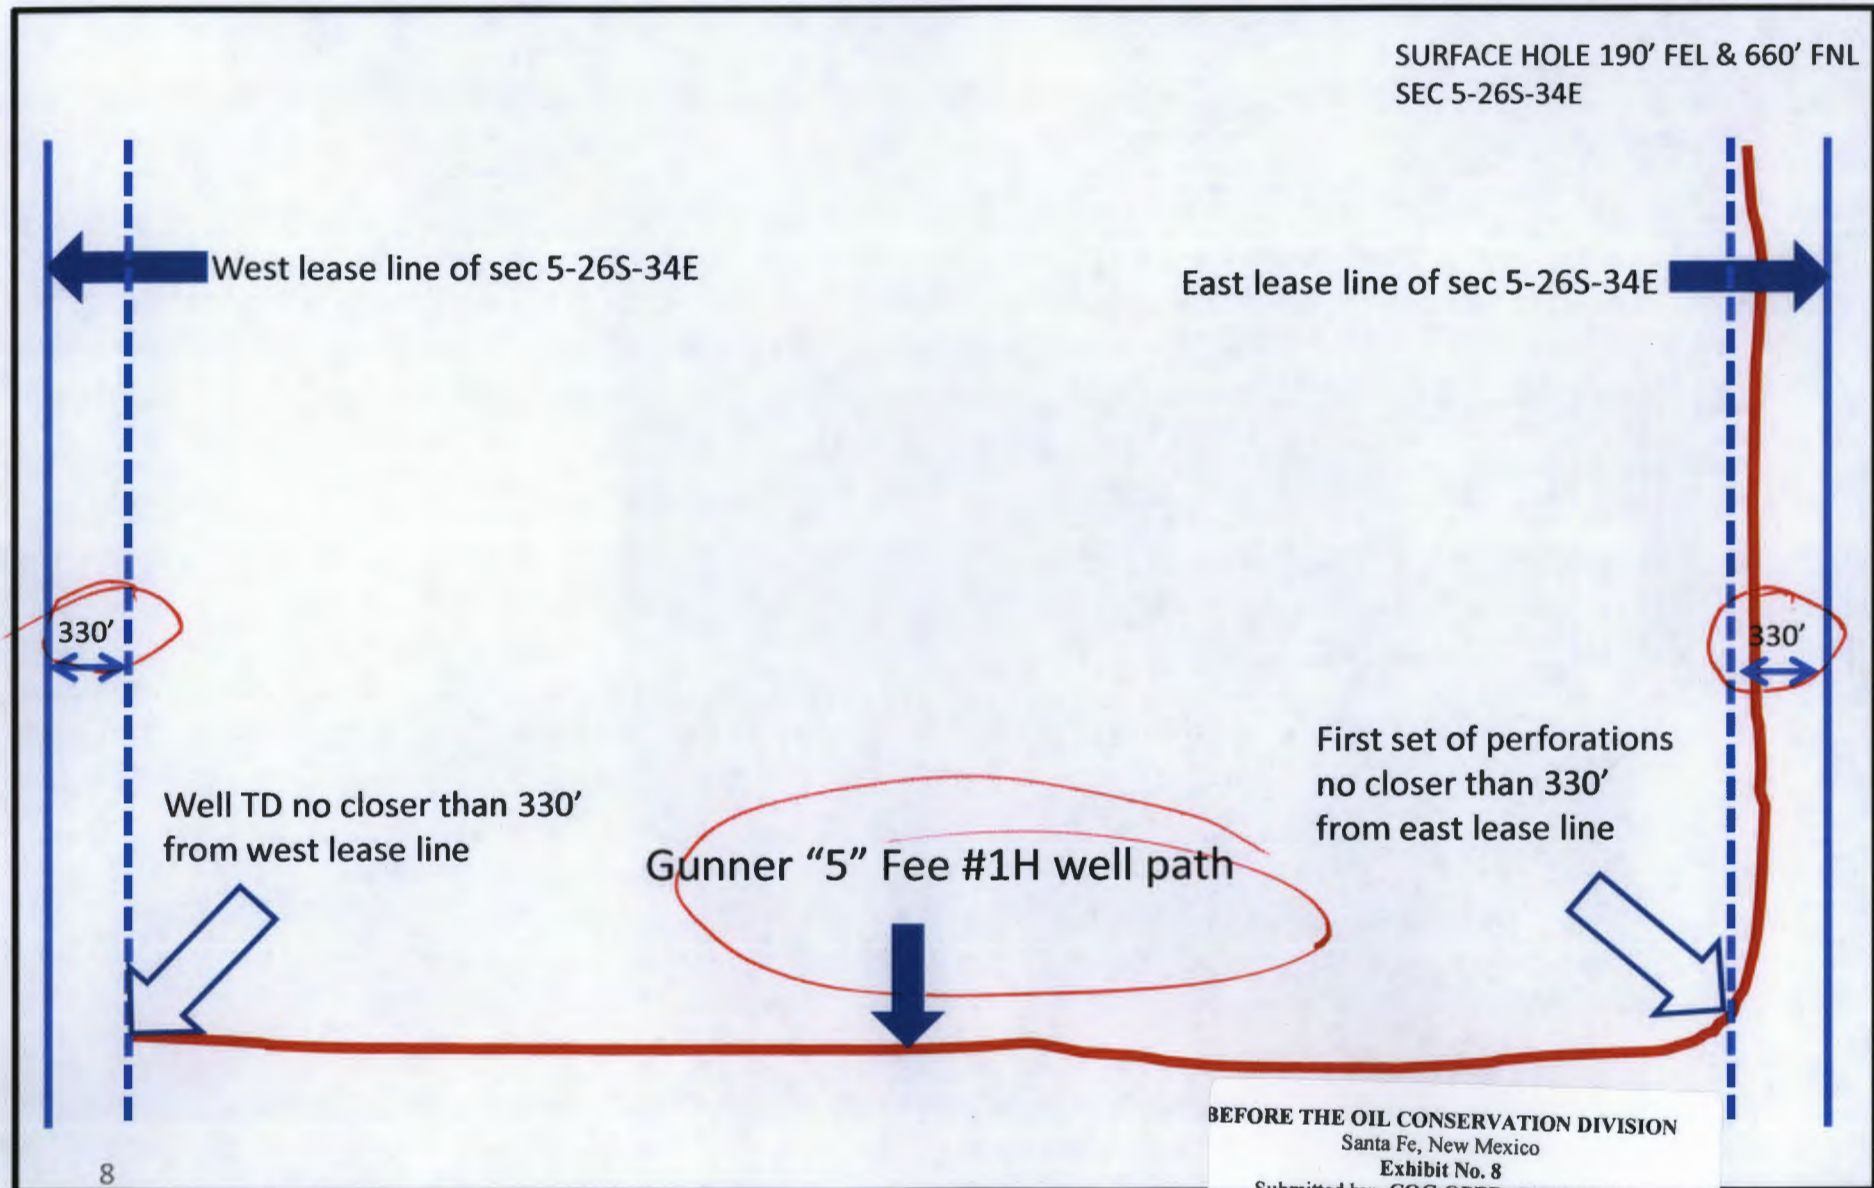 SURFACE HOLE 190’ FEL & 660’ FNL
SEC 5-26S-34E
West lease line of sec 5-26S-34E
East lease line of sec 5-26S-34E
330’
330’
First set of perforations
no closer than 330’
from east lease line
Well TD no closer than 330’
from west lease line
Gunner “5” Fee #1H well path
BEFORE THE OIL CONSERVATION DIVISION
Santa Fe, New Mexico
Exhibit No. 8
Submitted by: COG
8